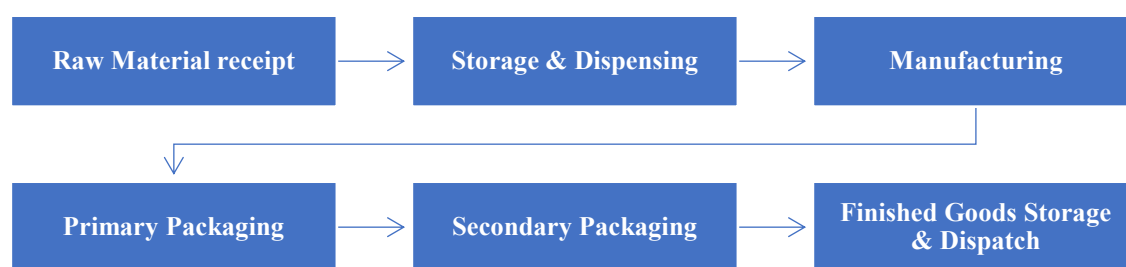 Raw Material receipt
Storage & Dispensing
Manufacturing
Primary Packaging
Secondary Packaging
Finished Goods Storage
& Dispatch